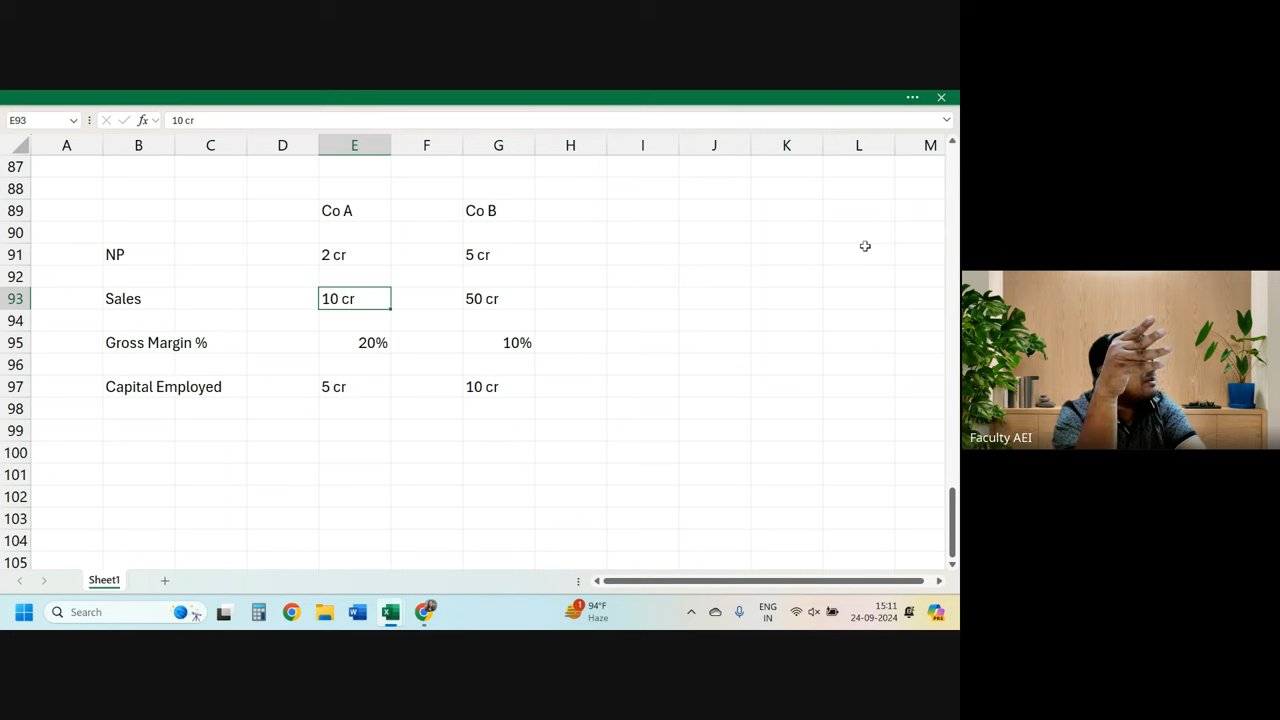 E93 fx 10 cr
A B C D E F G H I J K L M
87
88
89 Co A Co B
90
91 NP 2 cr 5 cr
92
93 Sales 10 cr 50 cr
94
95 Gross Margin % 20% 10%
96
97 Capital Employed 5 cr 10 cr
98
99
100
101
102
103
104
105
Faculty AEI
Sheet1
Search
1 94°F
Haze
ENG
IN
15:11
24-09-2024
PRE